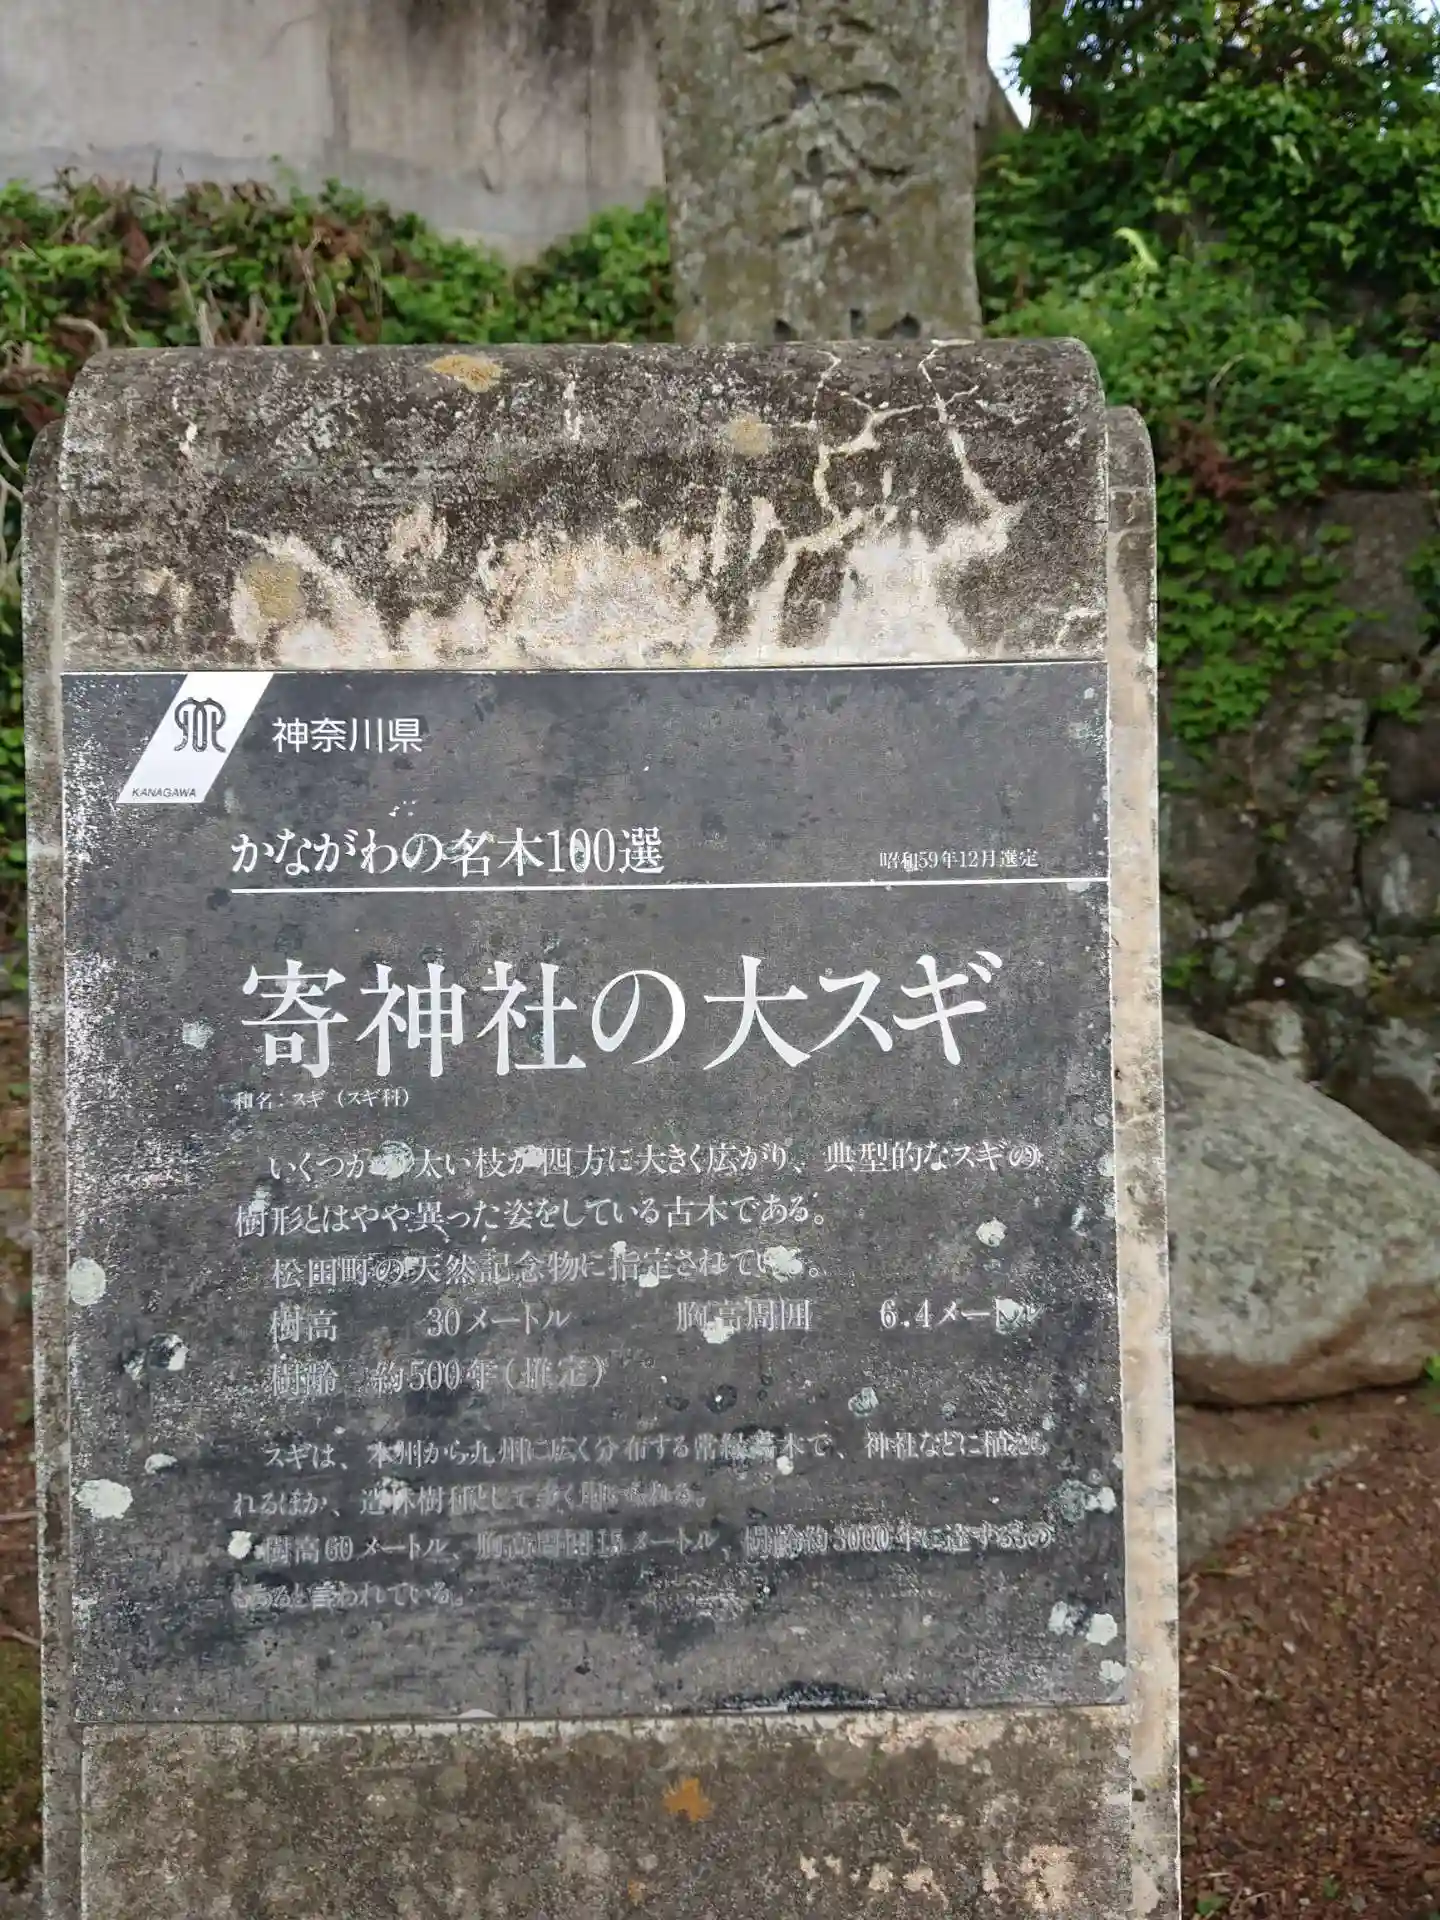 神奈川県
KANAGAWA
かながわの名木100選
昭和59年12月選定
寄神社の大スギ
和名:スギ(スギ科)
いくつかの太い枝が四方に大きく広がり、典型的なスギの
樹形とはやや異った姿をしている古木である。
松田町の天然記念物に指定されている。
樹高 30メートル 胸高周囲 6.4メートル
樹齢 約500年(推定)
スギは、本州から九州に広く分布する常緑高木で、神社などに植えら
れるほか、造林樹種として多く用いられる。
樹高60メートル、胸高周囲15メートル、樹齢約3000年に達するもの
もあると言われている。